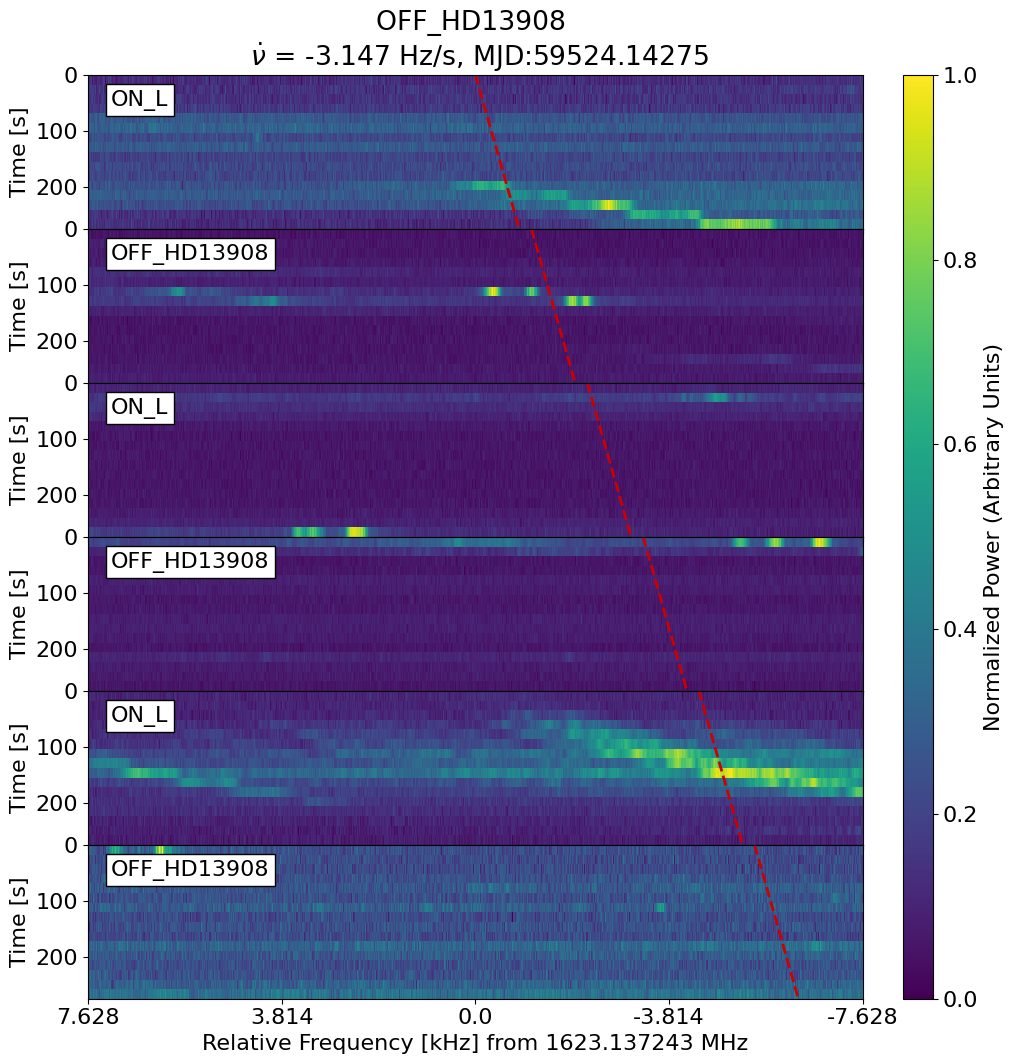 OFF_HD13908
ν̇ = -3.147 Hz/s, MJD:59524.14275
ON_L
OFF_HD13908
ON_L
OFF_HD13908
ON_L
OFF_HD13908
Time [s]
0
100
200
Time [s]
0
100
200
Time [s]
0
100
200
Time [s]
0
100
200
Time [s]
0
100
200
Time [s]
0
100
200
7.628 3.814 0.0 -3.814 -7.628
Relative Frequency [kHz] from 1623.137243 MHz
1.0
0.8
0.6
0.4
0.2
0.0
Normalized Power (Arbitrary Units)